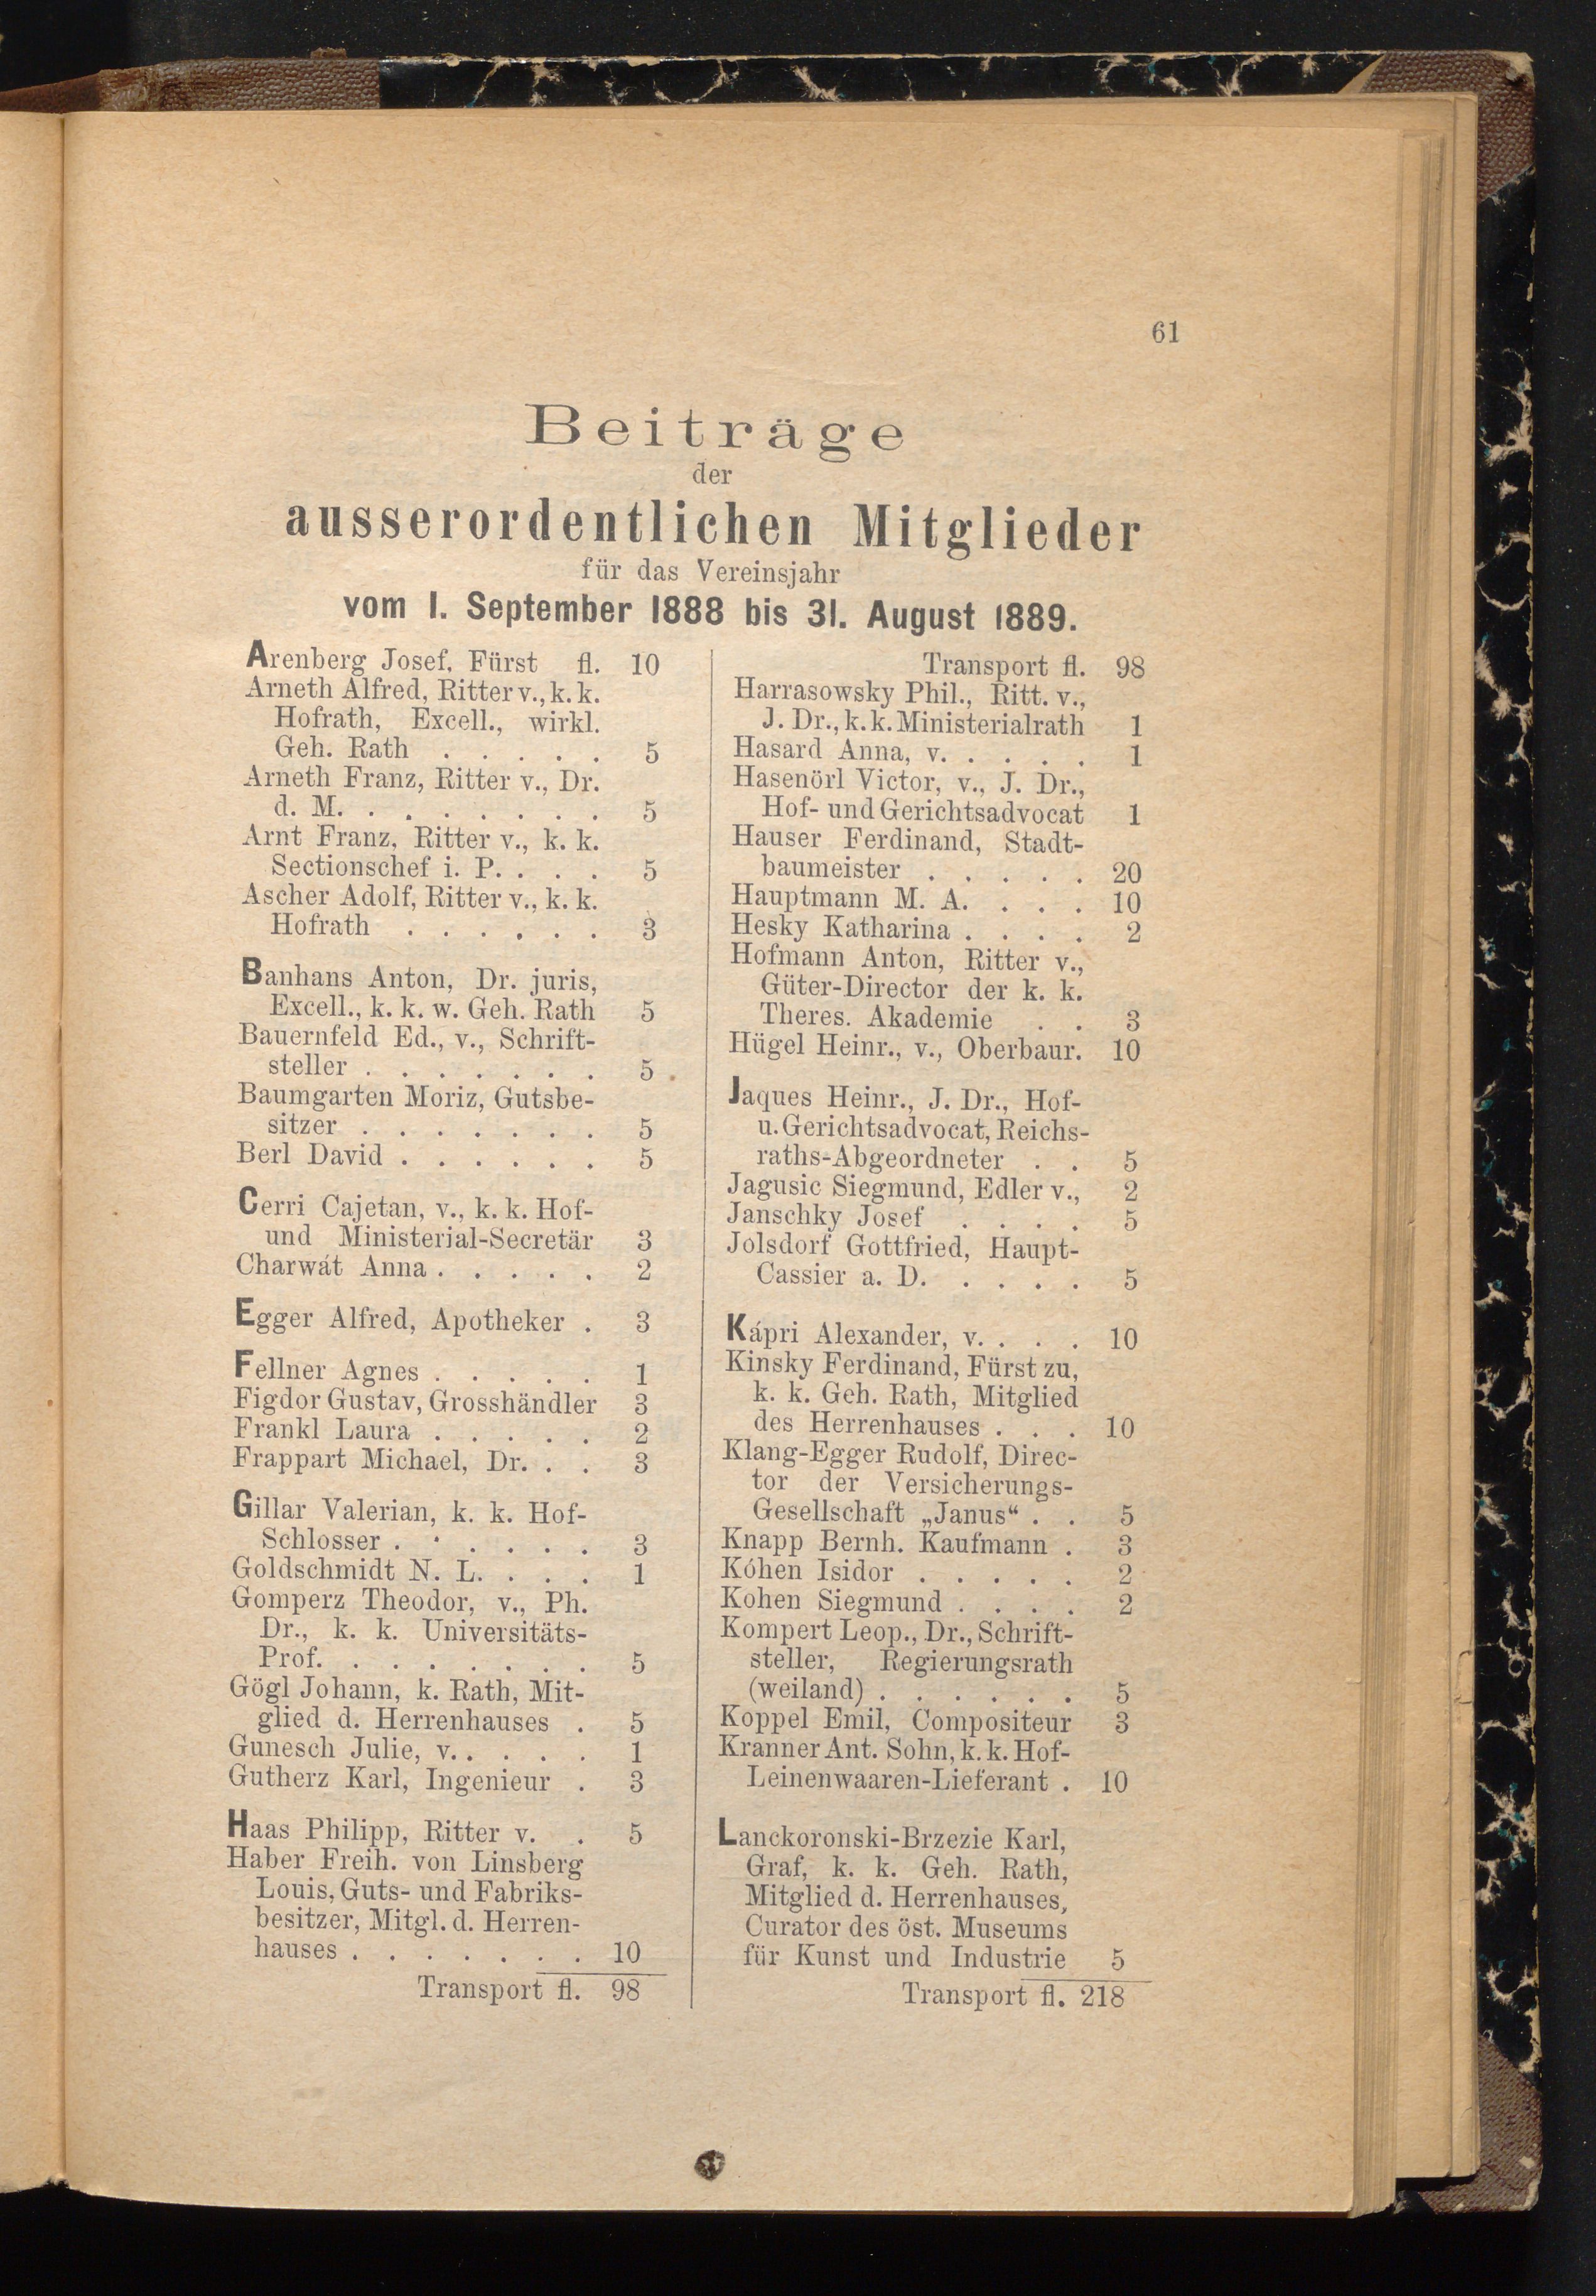 61
Beiträge
der
ausserordentlichen Mitglieder
für das Vereinsjahr
vom 1. September 1888 bis 31. August 1889.
Arenberg Josef, Fürst fl. 10
Arneth Alfred, Ritter v., k. k.
Hofrath, Excell., wirkl.
Geh. Rath . . . . . 5
Arneth Franz, Ritter v., Dr.
d. M. . . . . . . . 5
Arnt Franz, Ritter v., k. k.
Sectionschef i. P. . . . 5
Ascher Adolf, Ritter v., k. k.
Hofrath . . . . . . 3
Banhans Anton, Dr. juris,
Excell., k. k. w. Geh. Rath 5
Bauernfeld Ed., v., Schrift-
steller . . . . . . . 5
Baumgarten Moriz, Gutsbe-
sitzer . . . . . . . 5
Berl David . . . . . . 5
Cerri Cajetan, v., k. k. Hof-
und Ministerial-Secretär 3
Charwát Anna . . . . . 2
Egger Alfred, Apotheker . 3
Fellner Agnes . . . . . 1
Figdor Gustav, Grosshändler 3
Frankl Laura . . . . . 2
Frappart Michael, Dr. . . 3
Gillar Valerian, k. k. Hof-
Schlosser . . . . . . 3
Goldschmidt N. L. . . . 1
Gomperz Theodor, v., Ph.
Dr., k. k. Universitäts-
Prof. . . . . . . . 5
Gögl Johann, k. Rath, Mit-
glied d. Herrenhauses . 5
Gunesch Julie, v. . . . . 1
Gutherz Karl, Ingenieur . 3
Haas Philipp, Ritter v. . 5
Haber Freih. von Linsberg
Louis, Guts- und Fabriks-
besitzer, Mitgl. d. Herren-
hauses . . . . . . . 10
Transport fl. 98
Transport fl. 98
Harrasowsky Phil., Ritt. v.,
J. Dr., k. k. Ministerialrath 1
Hasard Anna, v. . . . . 1
Hasenörl Victor, v., J. Dr.,
Hof- und Gerichtsadvocat 1
Hauser Ferdinand, Stadt-
baumeister . . . . . 20
Hauptmann M. A. . . . 10
Hesky Katharina . . . . 2
Hofmann Anton, Ritter v.,
Güter-Director der k. k.
Theres. Akademie . . 3
Hügel Heinr., v., Oberbaur. 10
Jaques Heinr., J. Dr., Hof-
u. Gerichtsadvocat, Reichs-
raths-Abgeordneter . . 5
Jagusic Siegmund, Edler v., 2
Janschky Josef . . . . 5
Jolsdorf Gottfried, Haupt-
Cassier a. D. . . . . 5
Kápri Alexander, v. . . . 10
Kinsky Ferdinand, Fürst zu,
k. k. Geh. Rath, Mitglied
des Herrenhauses . . . 10
Klang-Egger Rudolf, Direc-
tor der Versicherungs-
Gesellschaft „Janus“ . . 5
Knapp Bernh. Kaufmann . 3
Kóhen Isidor . . . . . 2
Kohen Siegmund . . . . 2
Kompert Leop., Dr., Schrift-
steller, Regierungsrath
(weiland) . . . . . . 5
Koppel Emil, Compositeur 3
Kranner Ant. Sohn, k. k. Hof-
Leinenwaaren-Lieferant . 10
Lanckoronski-Brzezie Karl,
Graf, k. k. Geh. Rath,
Mitglied d. Herrenhauses,
Curator des öst. Museums
für Kunst und Industrie 5
Transport fl. 218